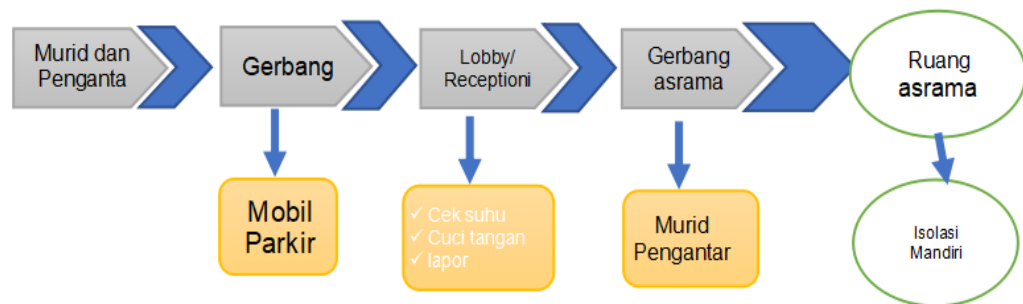 Murid dan
Penganta
Gerbang
Lobby/
Receptioni
Gerbang
asrama
Ruang
asrama
Mobil
Parkir
✓ Cek suhu
✓ Cuci tangan
✓ lapor
Murid
Pengantar
Isolasi
Mandiri